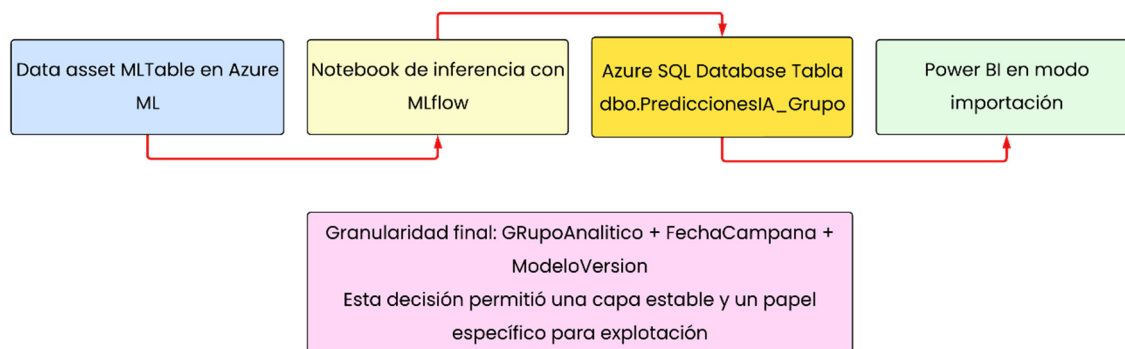 Data asset MLTable en Azure
ML
Notebook de inferencia con
MLflow
Azure SQL Database Tabla
dbo.PrediccionesIA_Grupo
Power BI en modo
importación
Granularidad final: GRupoAnalitico + FechaCampana +
ModeloVersion
Esta decisión permitió una capa estable y un papel
específico para explotación